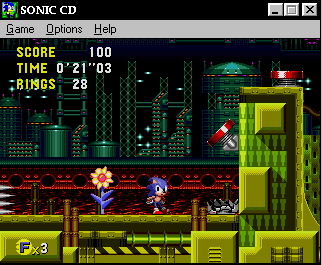 SONIC CD
Game Options Help
SCORE 100
TIME 0'21"03
RINGS 28
F×3